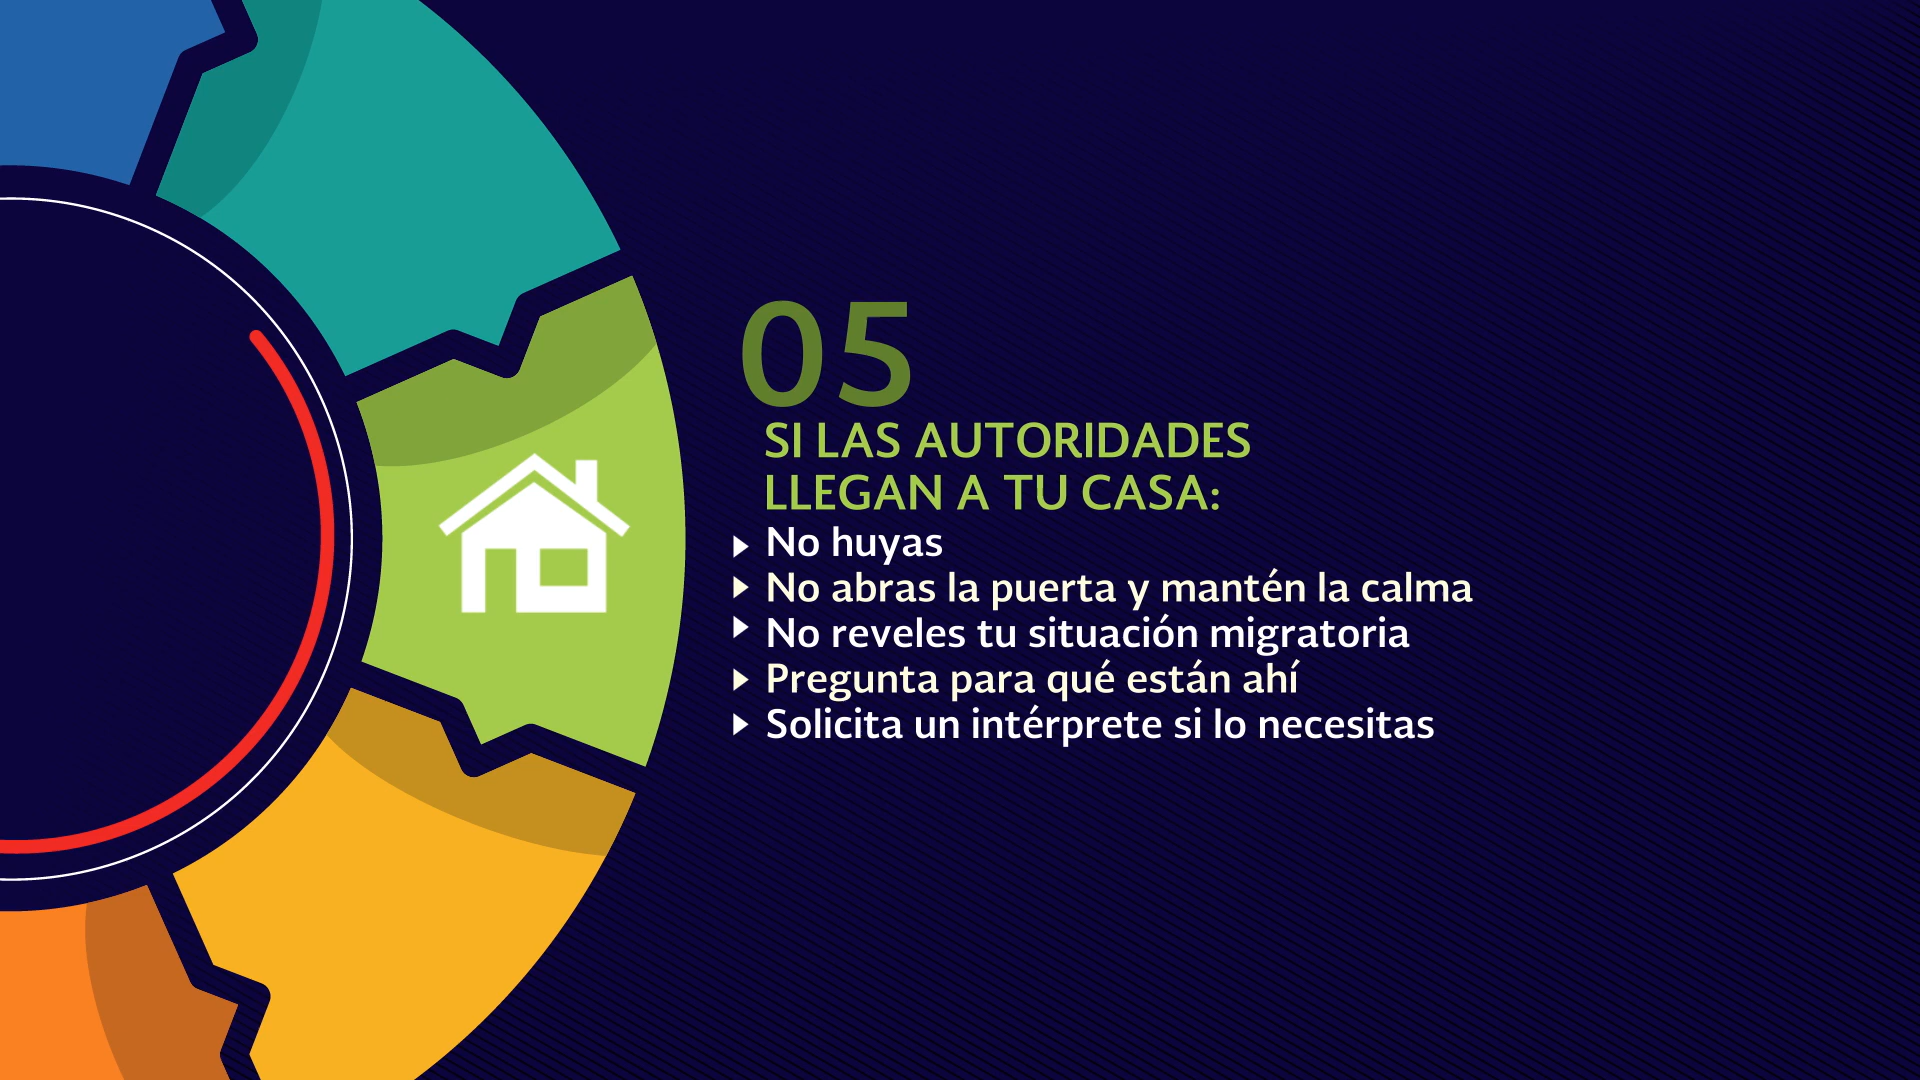 05
SI LAS AUTORIDADES
LLEGAN A TU CASA:
No huyas
No abras la puerta y mantén la calma
No reveles tu situación migratoria
Pregunta para qué están ahí
Solicita un intérprete si lo necesitas